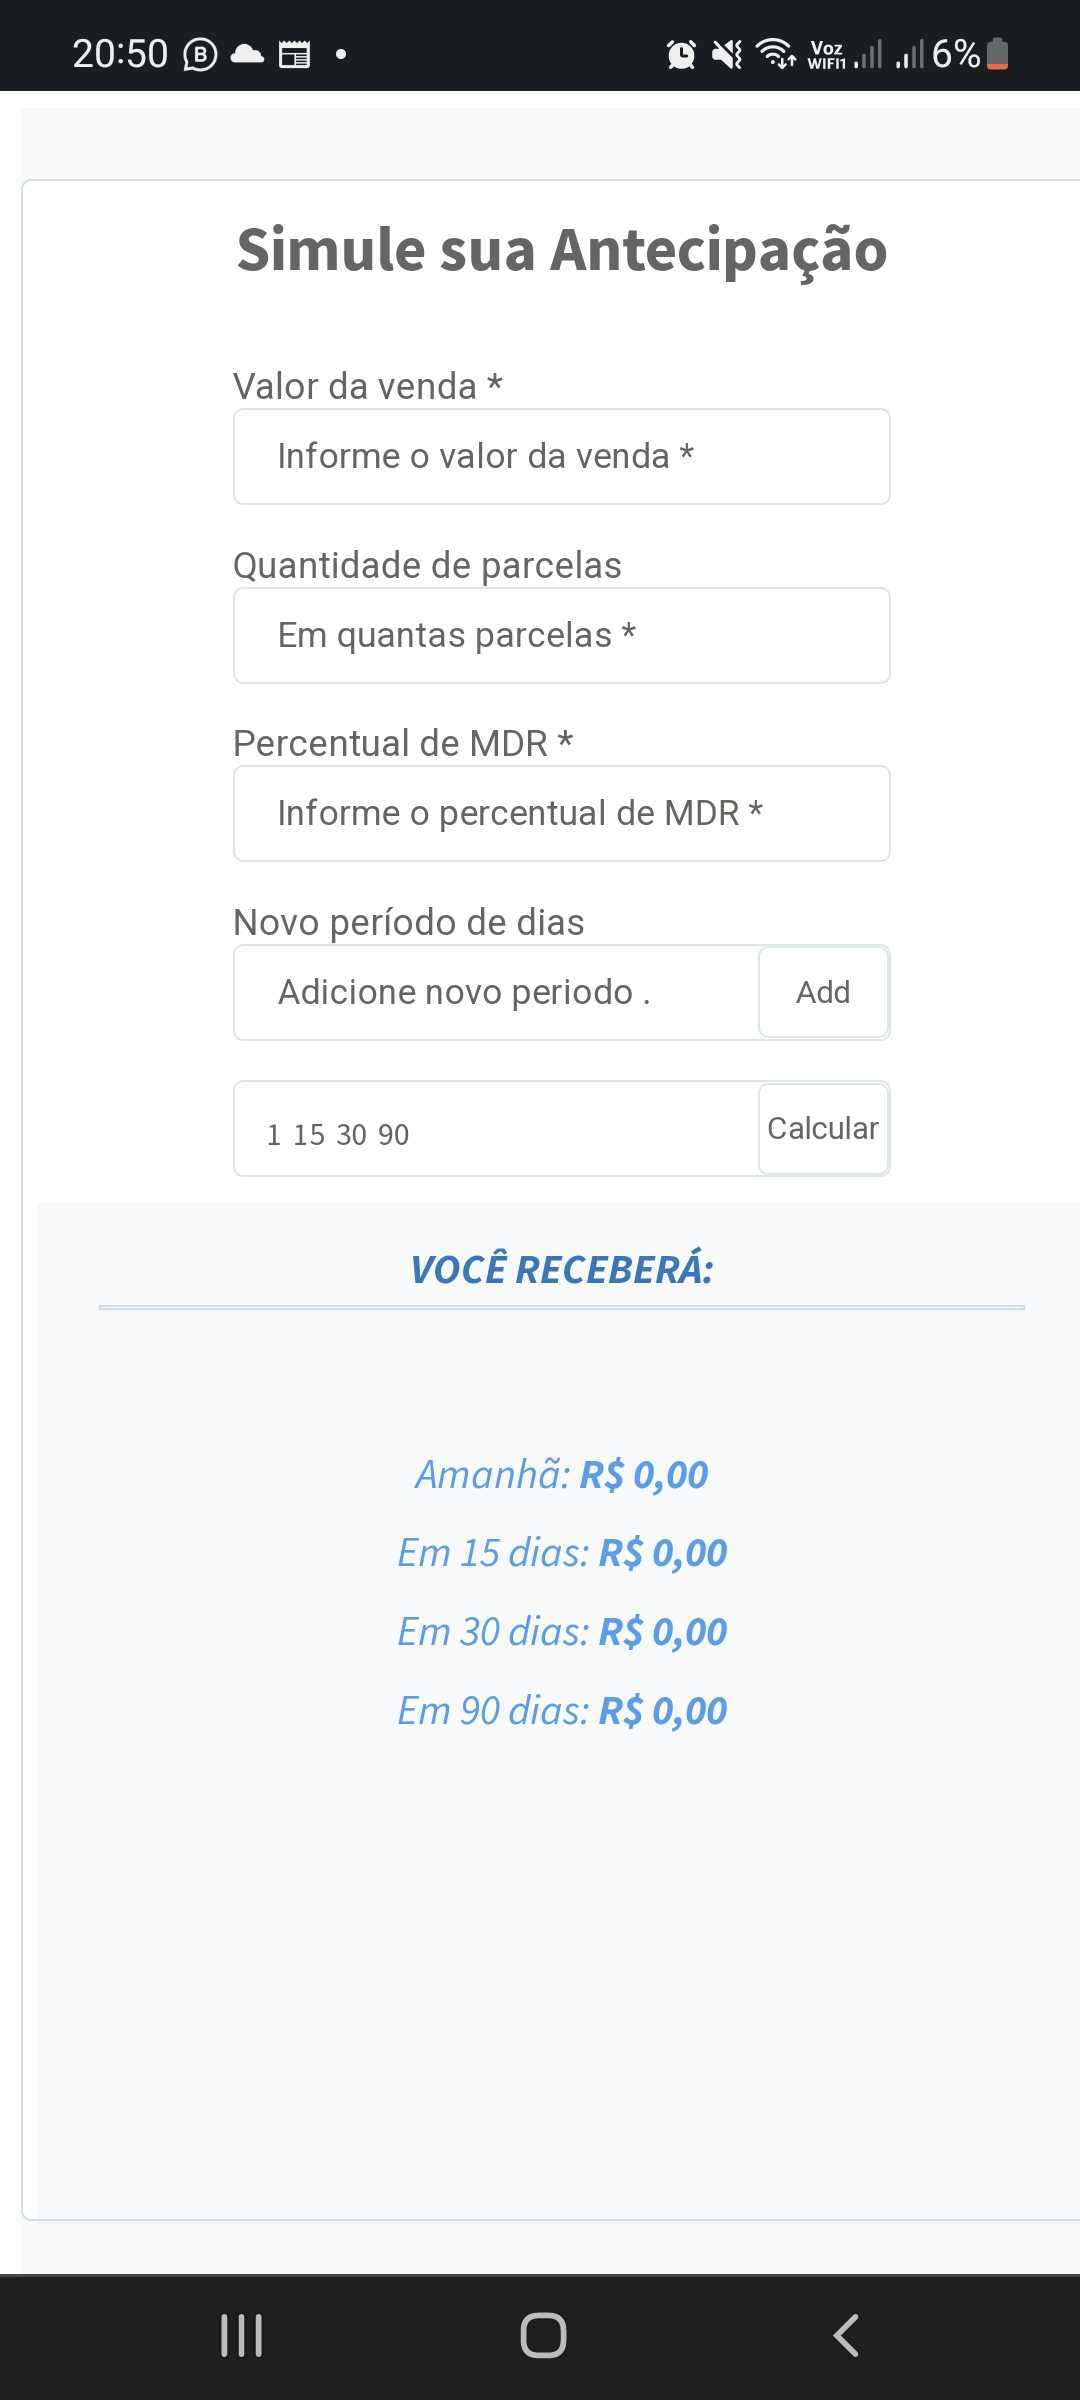 20:50
Voz
WIFI1
6%
Simule sua Antecipação
Valor da venda *
Informe o valor da venda *
Quantidade de parcelas
Em quantas parcelas *
Percentual de MDR *
Informe o percentual de MDR *
Novo período de dias
Adicione novo periodo .
Add
1 15 30 90
Calcular
VOCÊ RECEBERÁ:
Amanhã: R$ 0,00
Em 15 dias: R$ 0,00
Em 30 dias: R$ 0,00
Em 90 dias: R$ 0,00